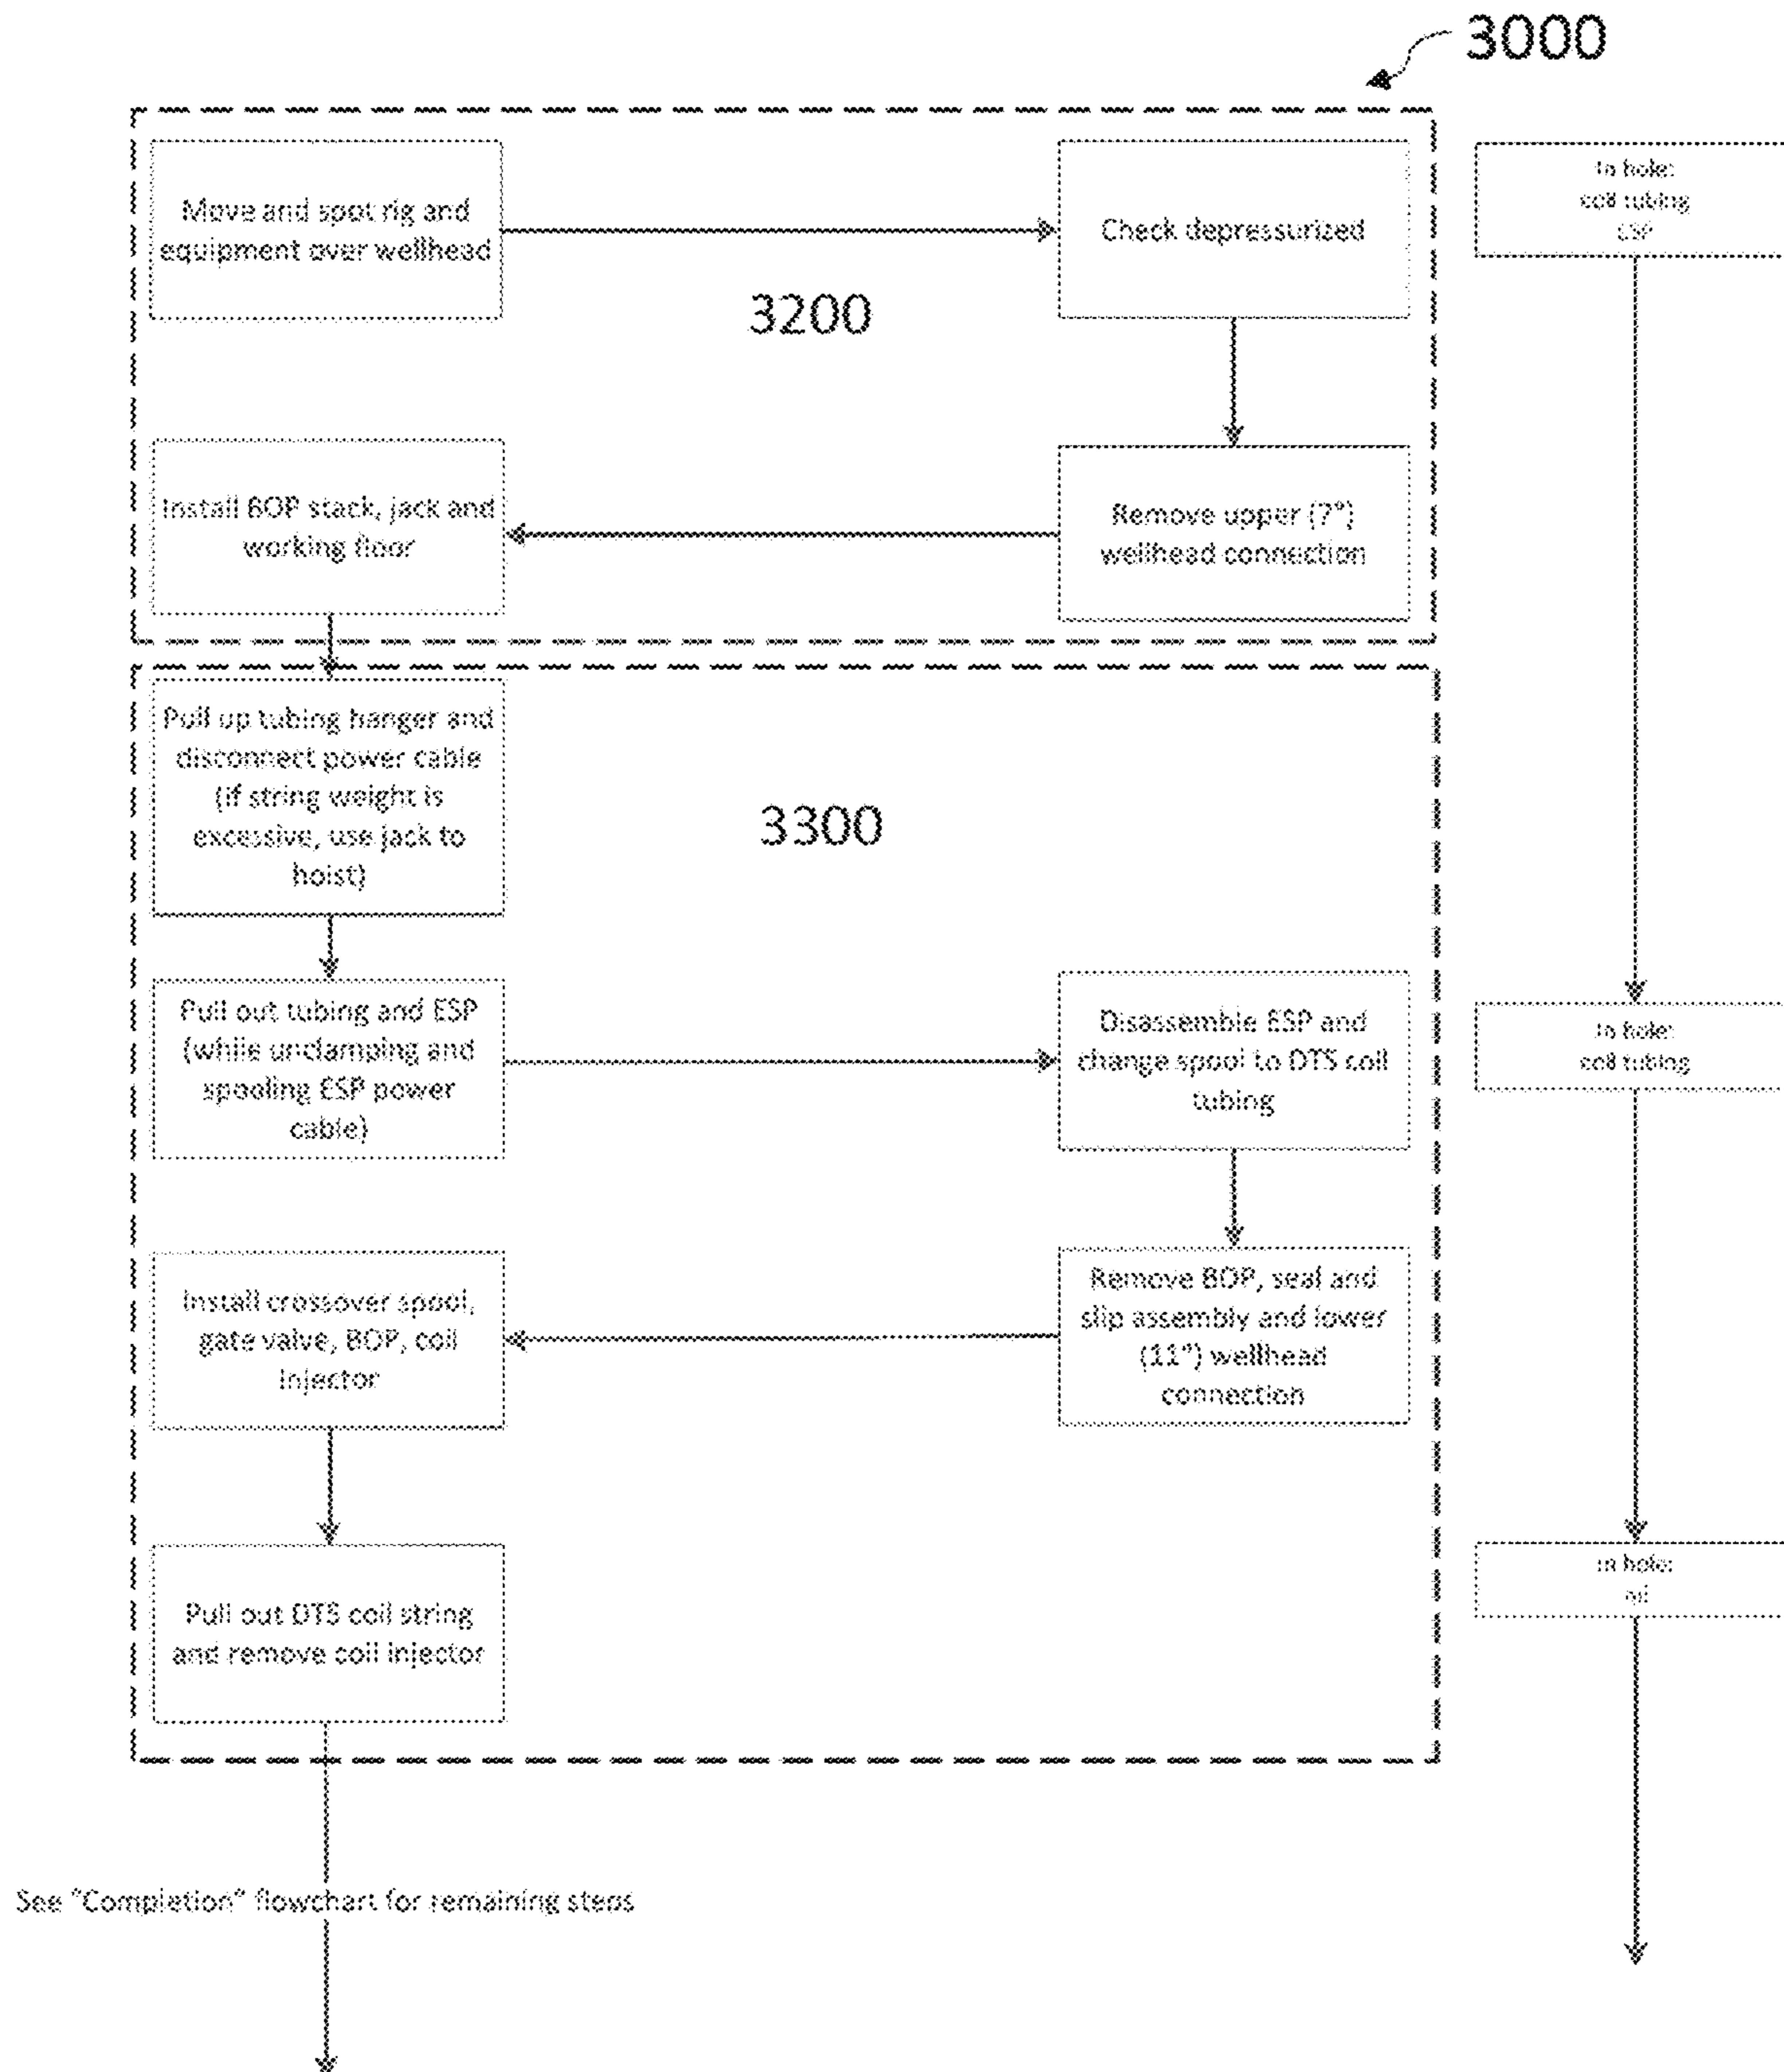 3000
Move and spot rig and
equipment over wellhead
Check depressurized
In hole:
coil tubing
ESP
3200
Install BOP stack, jack and
working floor
Remove upper (7")
wellhead connection
Pull up tubing hanger and
disconnect power cable
(if string weight is
excessive, use jack to
hoist)
3300
Pull out tubing and ESP
(while unclamping and
spooling ESP power
cable)
Disassemble ESP and
change spool to DTS coil
tubing
In hole:
coil tubing
Install crossover spool,
gate valve, BOP, coil
injector
Remove BOP, seal and
slip assembly and lower
(11") wellhead
connection
Pull out DTS coil string
and remove coil injector
In hole:
See "Completion" flowchart for remaining steps